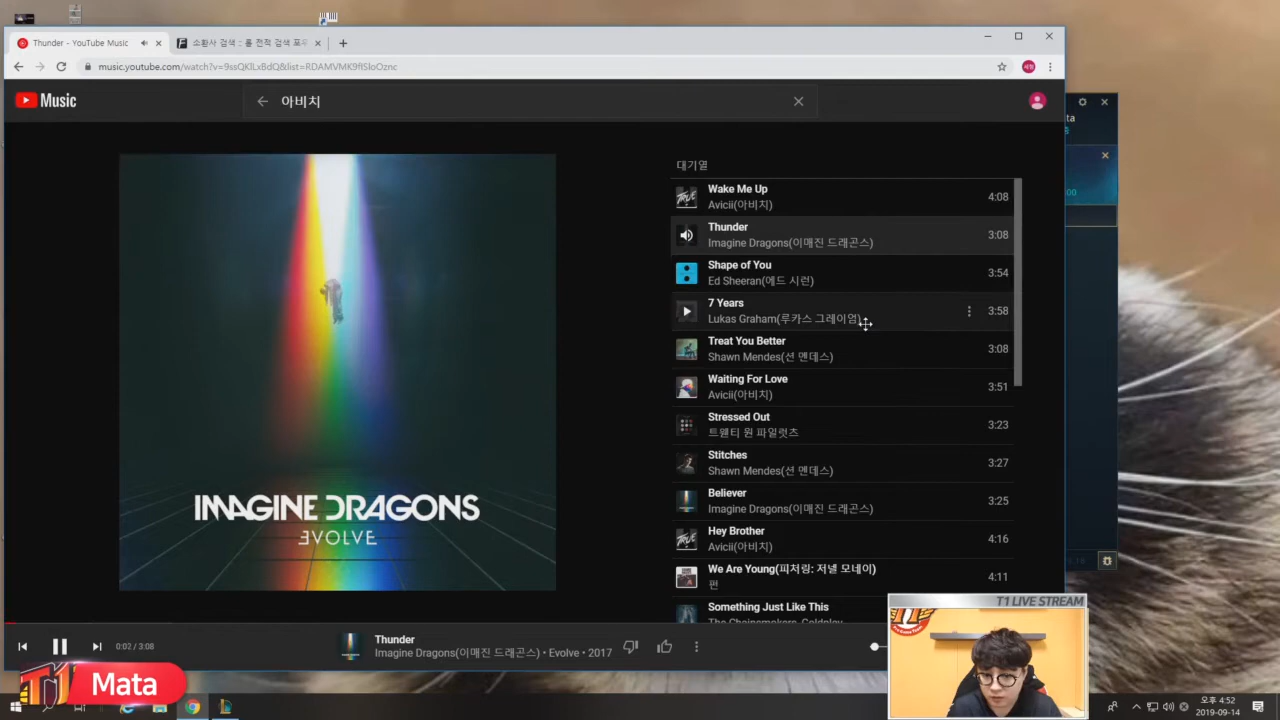 Thunder - YouTube Music
소환사 검색 :: 롤 전적 검색 포우
music.youtube.com/watch?v=9ssQKlLxBdQ&list=RDAMVMK9flSloOznc
Music
아비치
세정
대기열
Wake Me Up
Avicii(아비치)
4:08
Thunder
Imagine Dragons(이매진 드래곤스)
3:08
Shape of You
Ed Sheeran(에드 시런)
3:54
7 Years
Lukas Graham(루카스 그레이엄)
3:58
Treat You Better
Shawn Mendes(션 멘데스)
3:08
Waiting For Love
Avicii(아비치)
3:51
Stressed Out
트웬티 원 파일럿츠
3:23
Stitches
Shawn Mendes(션 멘데스)
3:27
Believer
Imagine Dragons(이매진 드래곤스)
3:25
Hey Brother
Avicii(아비치)
4:16
We Are Young(피처링: 저넬 모네이)
펀
4:11
Something Just Like This
The Chainsmokers, Coldplay
IMAGINE DRAGONS
EVOLVE
ta
00
0:02 / 3:08
Thunder
Imagine Dragons(이매진 드래곤스) • Evolve • 2017
T1 LIVE STREAM
T1
Mata
오후 4:52
2019-09-14